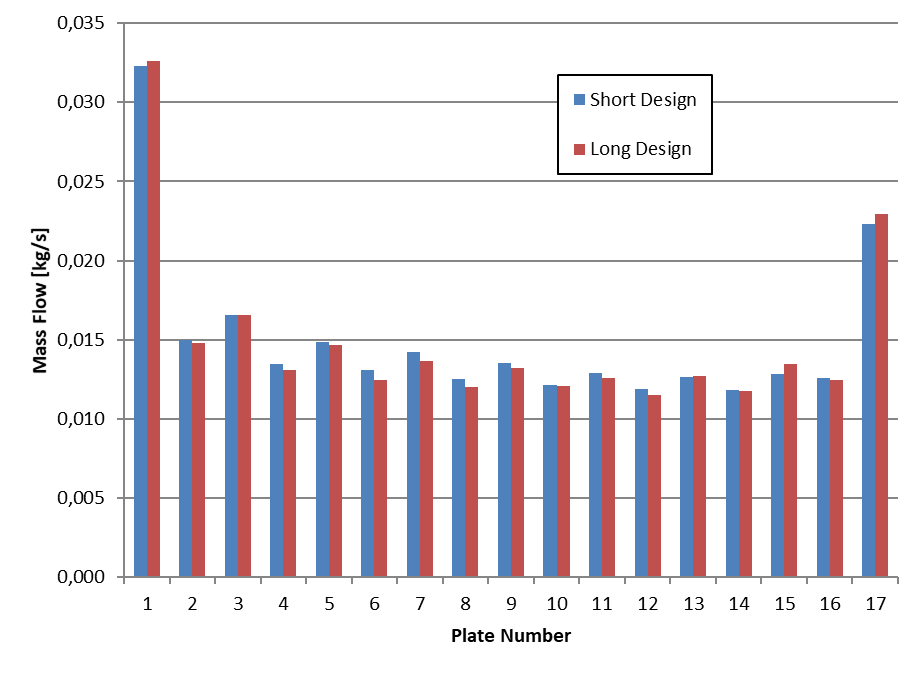 0,035
0,030
0,025
0,020
0,015
0,010
0,005
0,000
Mass Flow [kg/s]
Short Design
Long Design
1 2 3 4 5 6 7 8 9 10 11 12 13 14 15 16 17
Plate Number